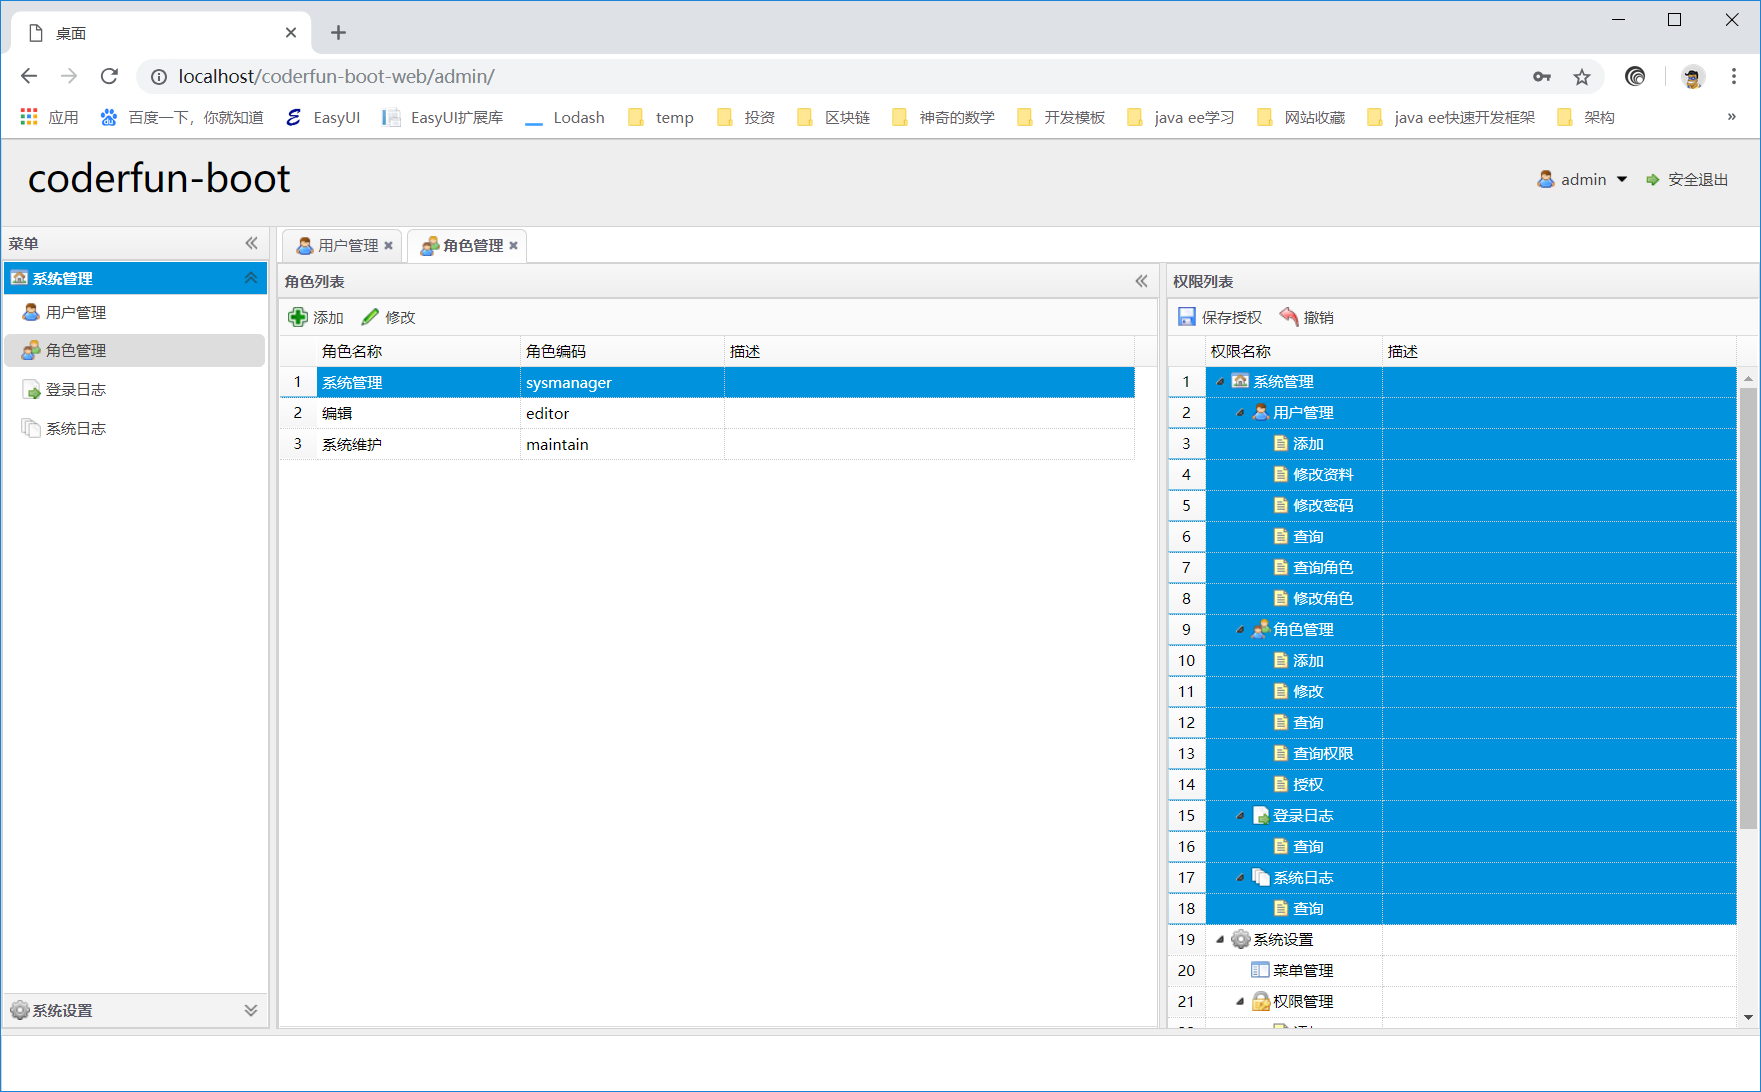 桌面
localhost/coderfun-boot-web/admin/
应用 百度一下，你就知道 EasyUI EasyUI扩展库 Lodash temp 投资 区块链 神奇的数学 开发模板 java ee学习 网站收藏 java ee快速开发框架 架构 »
coderfun-boot
admin 安全退出
菜单
系统管理
用户管理
角色管理
登录日志
系统日志
系统设置
用户管理 角色管理
角色列表
添加 修改
角色名称 角色编码 描述
1 系统管理 sysmanager
2 编辑 editor
3 系统维护 maintain
权限列表
保存授权 撤销
权限名称 描述
1 系统管理
2 用户管理
3 添加
4 修改资料
5 修改密码
6 查询
7 查询角色
8 修改角色
9 角色管理
10 添加
11 修改
12 查询
13 查询权限
14 授权
15 登录日志
16 查询
17 系统日志
18 查询
19 系统设置
20 菜单管理
21 权限管理